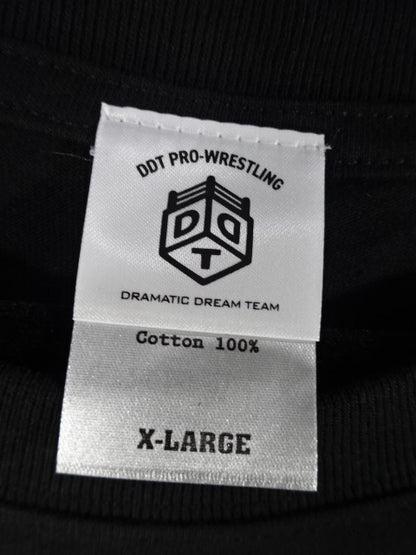 DDT PRO-WRESTLING
D D
T
DRAMATIC DREAM TEAM
Cotton 100%
X-LARGE